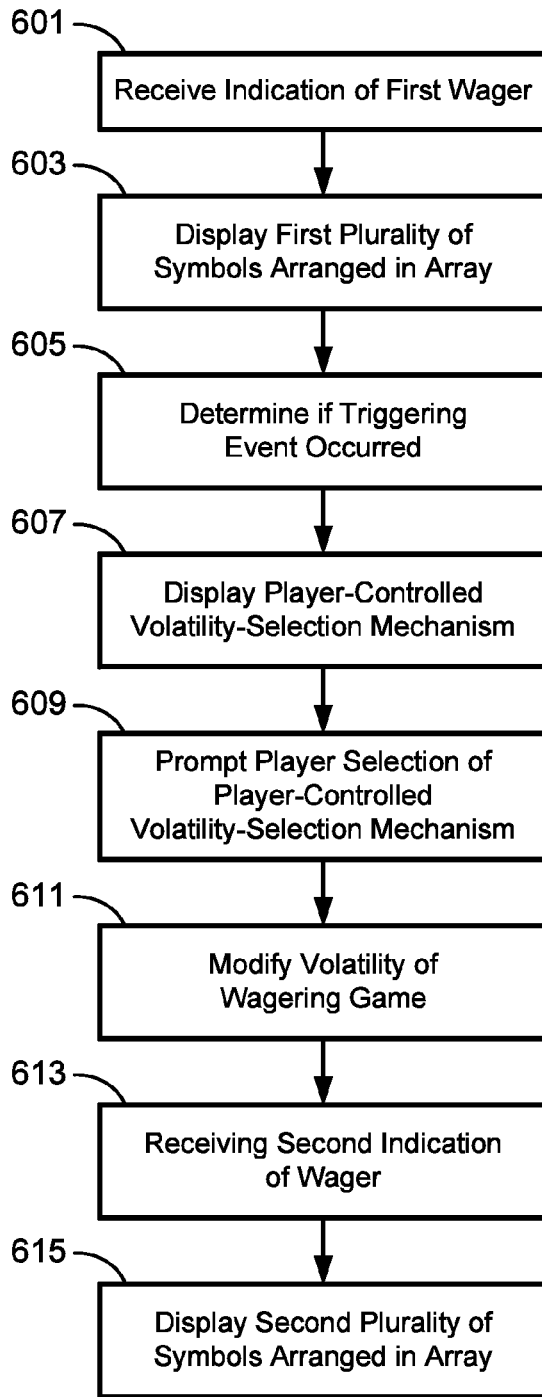 601
Receive Indication of First Wager
603
Display First Plurality of
Symbols Arranged in Array
605
Determine if Triggering
Event Occurred
607
Display Player-Controlled
Volatility-Selection Mechanism
609
Prompt Player Selection of
Player-Controlled
Volatility-Selection Mechanism
611
Modify Volatility of
Wagering Game
613
Receiving Second Indication
of Wager
615
Display Second Plurality of
Symbols Arranged in Array